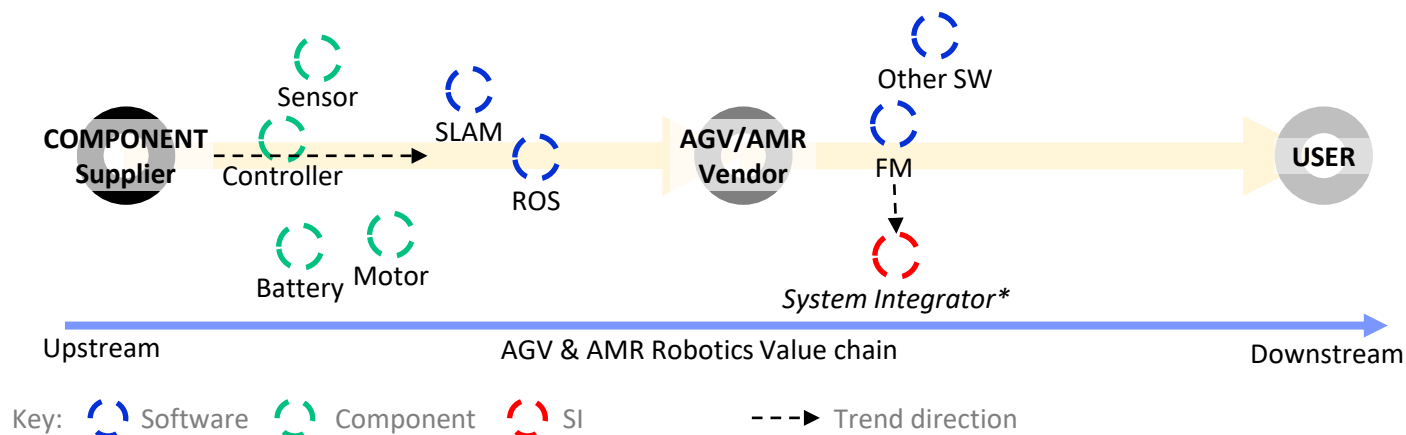 Other SW
Sensor
COMPONENT
Supplier
SLAM
AGV/AMR
Vendor
USER
Controller
FM
ROS
Battery
Motor
System Integrator*
Upstream
AGV & AMR Robotics Value chain
Downstream
Key:
Software
Component
SI
Trend direction